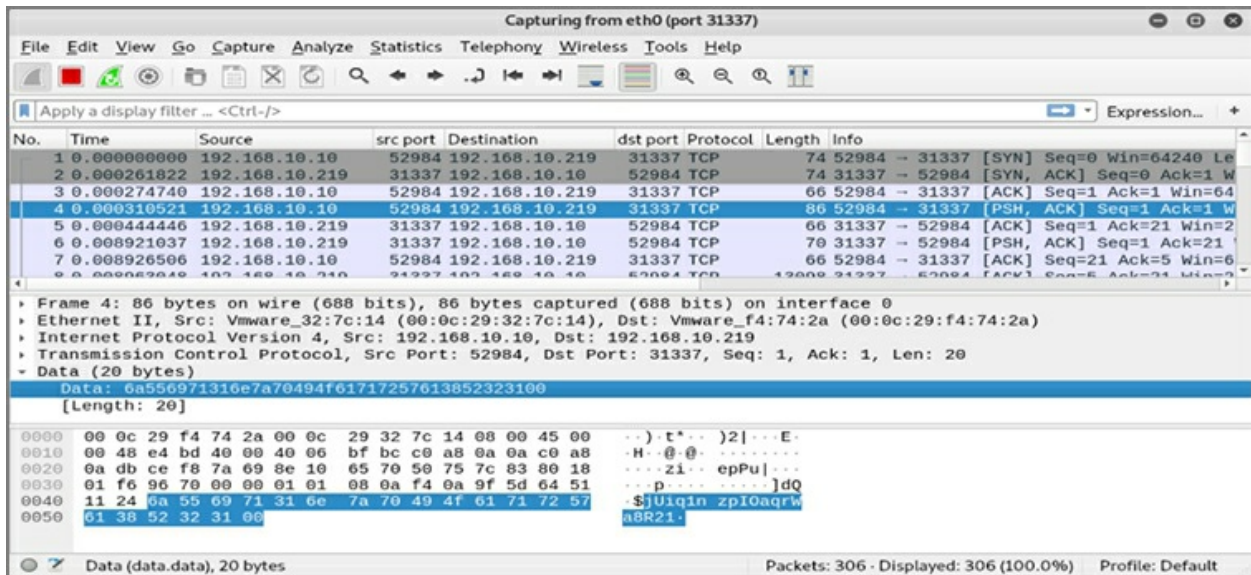 Capturing from eth0 (port 31337)
File Edit View Go Capture Analyze Statistics Telephony Wireless Tools Help
Apply a display filter ... <Ctrl-/> Expression... +
No. Time Source src port Destination dst port Protocol Length Info
1 0.000000000 192.168.10.10 52984 192.168.10.219 31337 TCP 74 52984 → 31337 [SYN] Seq=0 Win=64240 Le
2 0.000261822 192.168.10.219 31337 192.168.10.10 52984 TCP 74 31337 → 52984 [SYN, ACK] Seq=0 Ack=1 W
3 0.000274740 192.168.10.10 52984 192.168.10.219 31337 TCP 66 52984 → 31337 [ACK] Seq=1 Ack=1 Win=64
4 0.000310521 192.168.10.10 52984 192.168.10.219 31337 TCP 86 52984 → 31337 [PSH, ACK] Seq=1 Ack=1 W
5 0.000444446 192.168.10.219 31337 192.168.10.10 52984 TCP 66 31337 → 52984 [ACK] Seq=1 Ack=21 Win=2
6 0.008921037 192.168.10.219 31337 192.168.10.10 52984 TCP 70 31337 → 52984 [PSH, ACK] Seq=1 Ack=21
7 0.008926506 192.168.10.10 52984 192.168.10.219 31337 TCP 66 52984 → 31337 [ACK] Seq=21 Ack=5 Win=6
Frame 4: 86 bytes on wire (688 bits), 86 bytes captured (688 bits) on interface 0
Ethernet II, Src: Vmware_32:7c:14 (00:0c:29:32:7c:14), Dst: Vmware_f4:74:2a (00:0c:29:f4:74:2a)
Internet Protocol Version 4, Src: 192.168.10.10, Dst: 192.168.10.219
Transmission Control Protocol, Src Port: 52984, Dst Port: 31337, Seq: 1, Ack: 1, Len: 20
Data (20 bytes)
Data: 6a556971316e7a70494f617172576138523231​00
[Length: 20]
0000 00 0c 29 f4 74 2a 00 0c 29 32 7c 14 08 00 45 00 ··)·t*·· )2|···E·
0010 00 48 e4 bd 40 00 40 06 bf bc c0 a8 0a 0a c0 a8 ·H··@·@· ········
0020 0a db ce f8 7a 69 8e 10 65 70 50 75 7c 83 80 18 ····zi·· epPu|···
0030 01 f6 96 70 00 00 01 01 08 0a f4 0a 9f 5d 64 51 ···p···· ·····]dQ
0040 11 24 6a 55 69 71 31 6e 7a 70 49 4f 61 71 72 57 ·$jUiq1n zpIOaqrW
0050 61 38 52 32 31 00 a8R21·
Data (data.data), 20 bytes Packets: 306 · Displayed: 306 (100.0%) Profile: Default